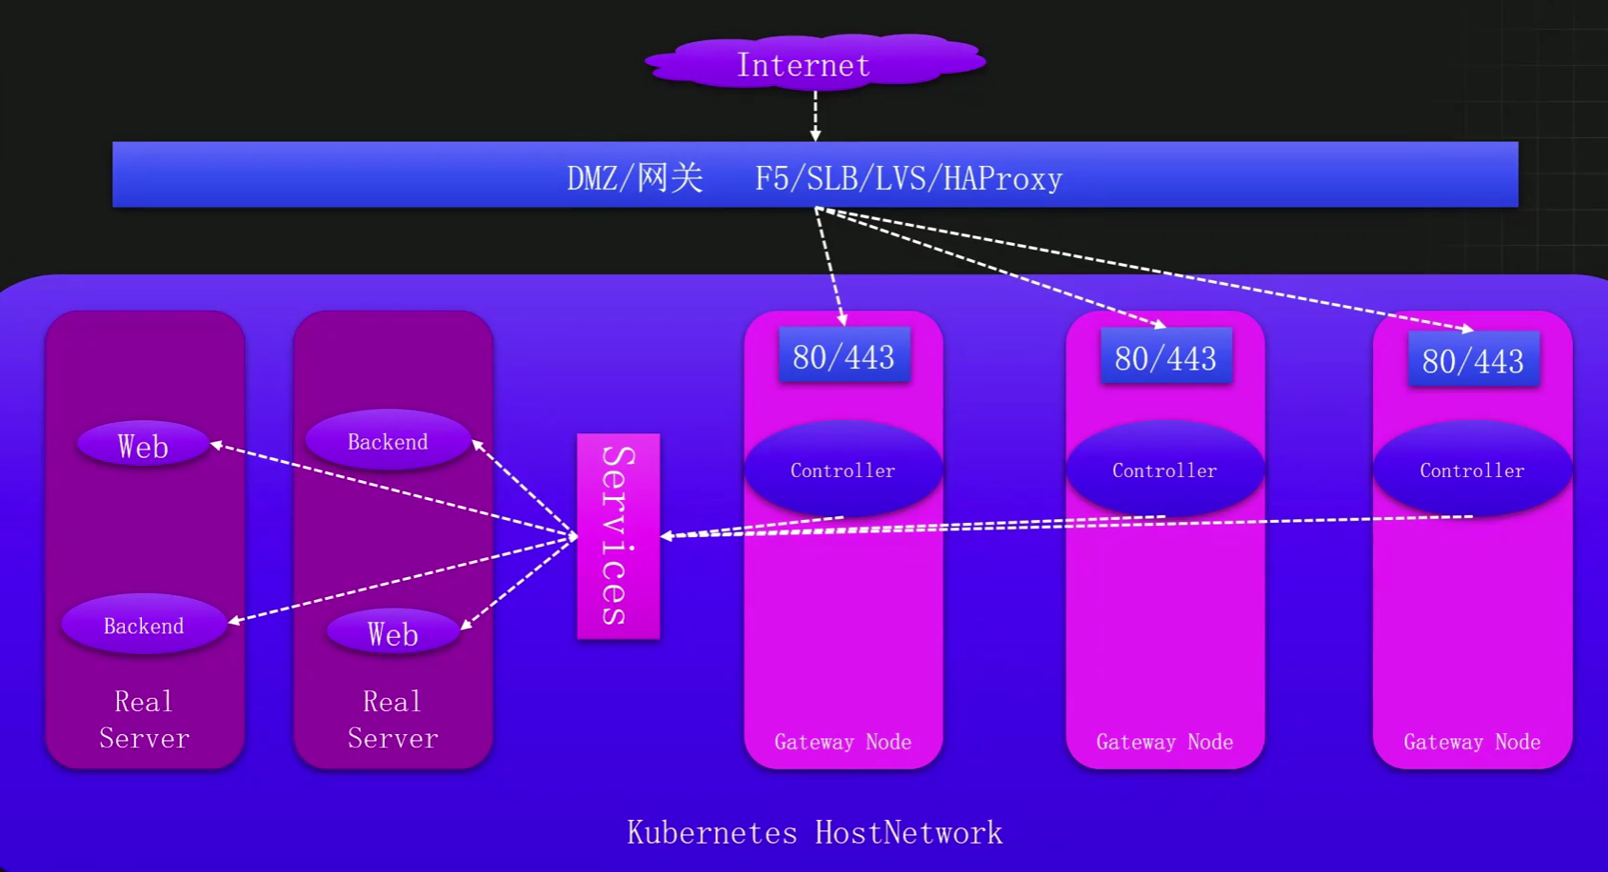 Internet
DMZ/网关 F5/SLB/LVS/HAProxy
80/443
80/443
80/443
Web
Backend
Services
Controller
Controller
Controller
Backend
Web
Real
Server
Real
Server
Gateway Node
Gateway Node
Gateway Node
Kubernetes HostNetwork